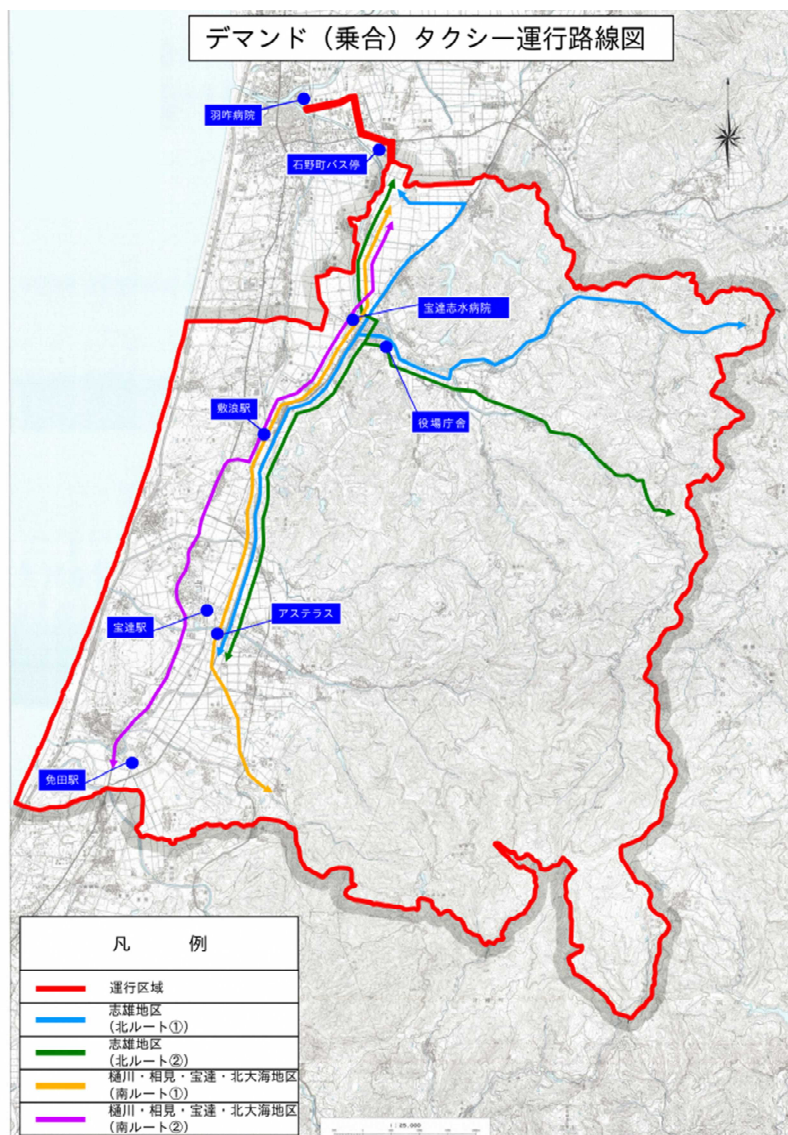 デマンド（乗合）タクシー運行路線図
羽咋病院
石野町バス停
宝達志水病院
敷浪駅
役場庁舎
宝達駅
アステラス
免田駅
凡　例
運行区域
志雄地区
(北ルート①)
志雄地区
(北ルート②)
樋川・相見・宝達・北大海地区
(南ルート①)
樋川・相見・宝達・北大海地区
(南ルート②)
1：25,000